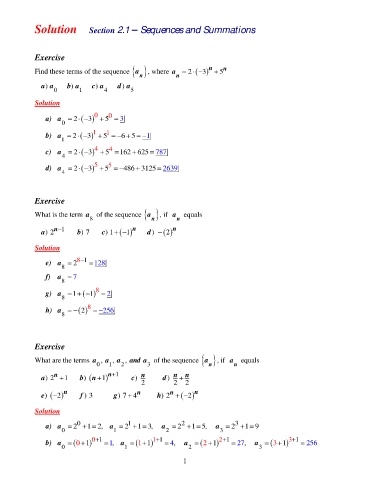 Solution Section 2.1 – Sequences and Summations
Exercise
Find these terms of the sequence {a_n}, where a_n = 2·(−3)^n + 5^n
a) a_0 b) a_1 c) a_4 d) a_5
Solution
a) a_0 = 2·(−3)^0 + 5^0 = 3|
b) a_1 = 2·(−3)^1 + 5^1 = −6 + 5 = −1|
c) a_4 = 2·(−3)^4 + 5^4 = 162 + 625 = 787|
d) a_5 = 2·(−3)^5 + 5^5 = −486 + 3125 = 2639|
Exercise
What is the term a_8 of the sequence {a_n}, if a_n equals
a) 2^{n−1} b) 7 c) 1 + (−1)^n d) −(2)^n
Solution
e) a_8 = 2^{8−1} = 128|
f) a_8 = 7
g) a_8 = 1 + (−1)^8 = 2|
h) a_8 = −(2)^8 = −256|
Exercise
What are the terms a_0, a_1, a_2, and a_3 of the sequence {a_n}, if a_n equals
a) 2^n + 1 b) (n+1)^{n+1} c) n/2 d) n/2 + n/2
e) (−2)^n f) 3 g) 7 + 4^n h) 2^n + (−2)^n
Solution
a) a_0 = 2^0 + 1 = 2, a_1 = 2^1 + 1 = 3, a_2 = 2^2 + 1 = 5, a_3 = 2^3 + 1 = 9
b) a_0 = (0+1)^{0+1} = 1, a_1 = (1+1)^{1+1} = 4, a_2 = (2+1)^{2+1} = 27, a_3 = (3+1)^{3+1} = 256
1